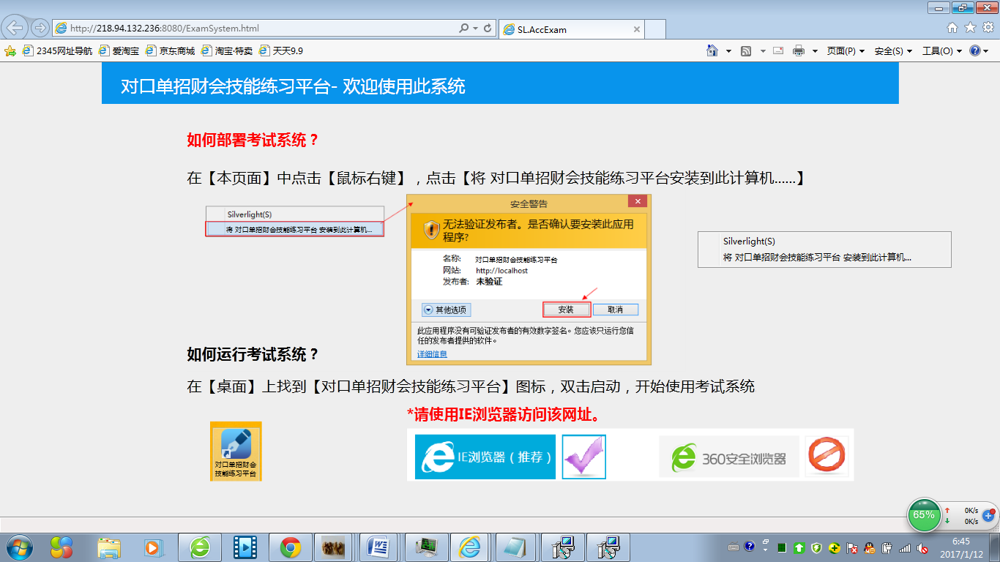 http://218.94.132.236:8080/ExamSystem.html
SL.AccExam
2345网址导航
爱淘宝
京东商城
淘宝·特卖
天天9.9
页面(P)
安全(S)
工具(O)
对口单招财会技能练习平台- 欢迎使用此系统
如何部署考试系统？
在【本页面】中点击【鼠标右键】，点击【将 对口单招财会技能练习平台安装到此计算机......】
Silverlight(S)
将 对口单招财会技能练习平台 安装到此计算机...
安全警告
无法验证发布者。是否确认要安装此应用
程序?
名称: 对口单招财会技能练习平台
网站: http://localhost
发布者: 未验证
其他选项
安装
取消
此应用程序没有可验证发布者的有效数字签名。您应该只运行您信
任的发布者提供的软件。
详细信息
Silverlight(S)
将 对口单招财会技能练习平台 安装到此计算机...
如何运行考试系统？
在【桌面】上找到【对口单招财会技能练习平台】图标，双击启动，开始使用考试系统
*请使用IE浏览器访问该网址。
对口单招财会
技能练习平台
IE浏览器（推荐）
360安全浏览器
65%
0K/s
0K/s
6:45
2017/1/12